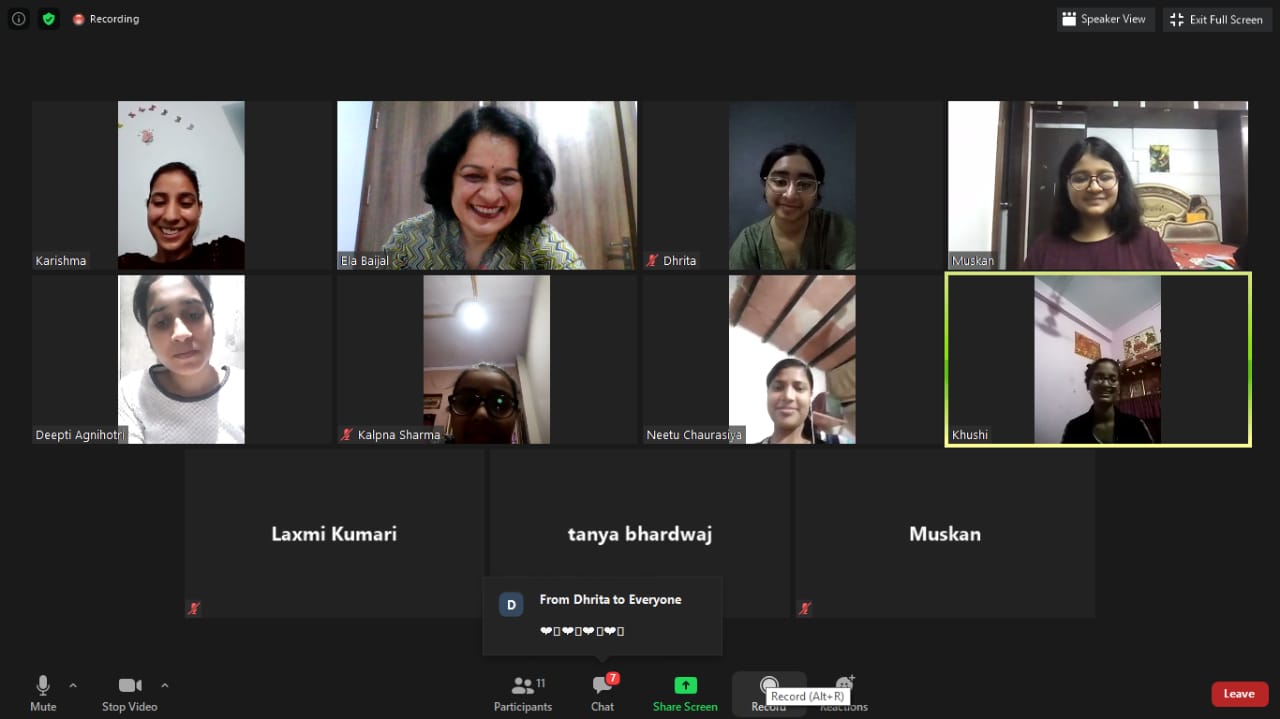 Recording
Speaker View
Exit Full Screen
Karishma
Ela Baijal
Dhrita
Muskan
Deepti Agnihotri
Kalpna Sharma
Neetu Chaurasiya
Khushi
Laxmi Kumari
tanya bhardwaj
Muskan
D
From Dhrita to Everyone
❤▯❤▯❤▯❤▯
Mute
Stop Video
Participants
11
Chat
7
Share Screen
Record
Record (Alt+R)
Reactions
Leave